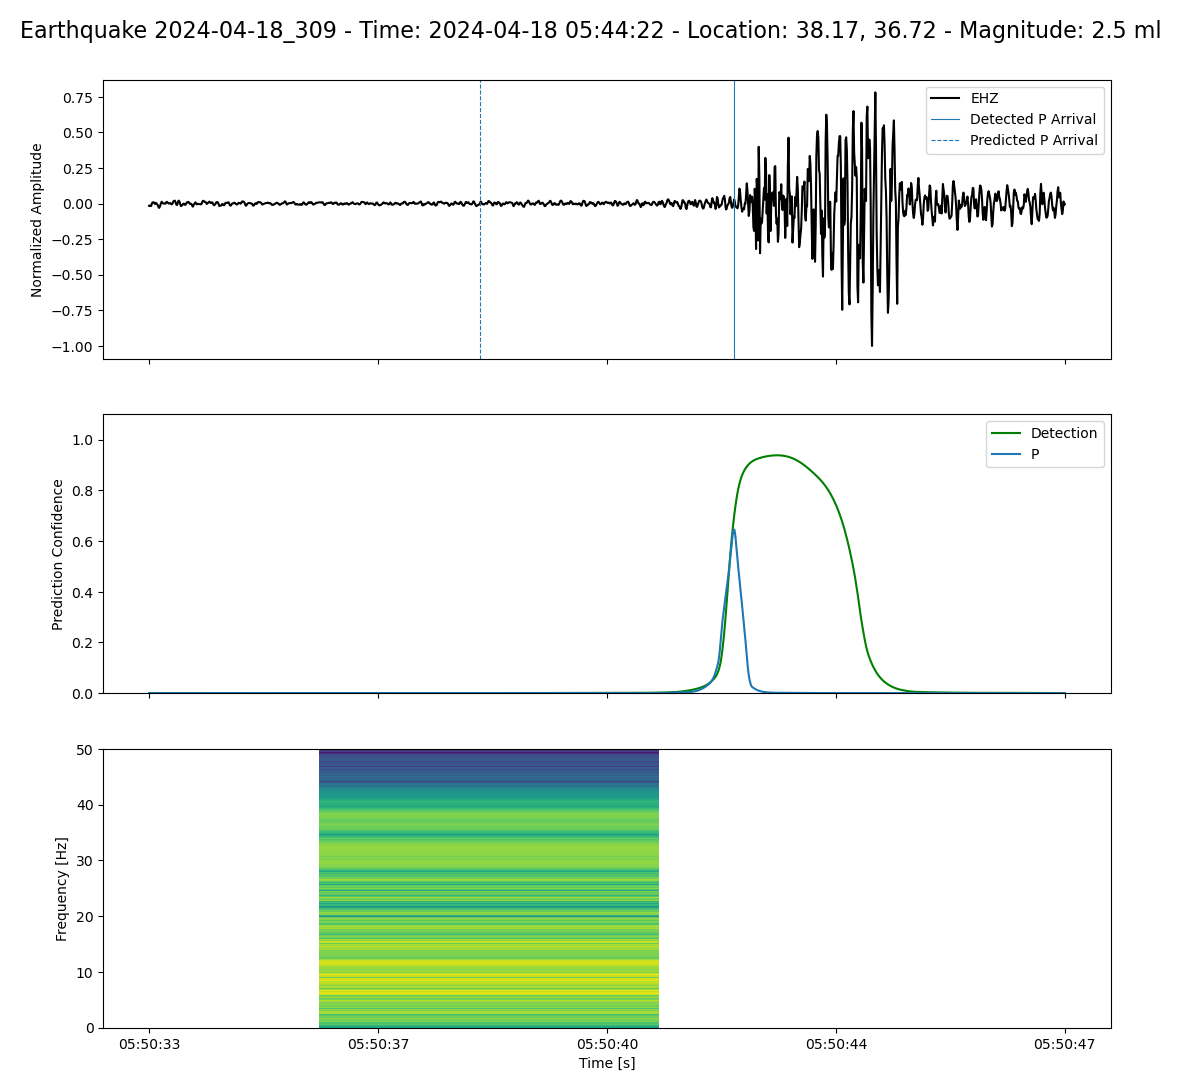 Earthquake 2024-04-18_309 - Time: 2024-04-18 05:44:22 - Location: 38.17, 36.72 - Magnitude: 2.5 ml
Normalized Amplitude
0.75
0.50
0.25
0.00
−0.25
−0.50
−0.75
−1.00
EHZ
Detected P Arrival
Predicted P Arrival
Prediction Confidence
1.0
0.8
0.6
0.4
0.2
0.0
Detection
P
Frequency [Hz]
50
40
30
20
10
0
05:50:33 05:50:37 05:50:40 05:50:44 05:50:47
Time [s]